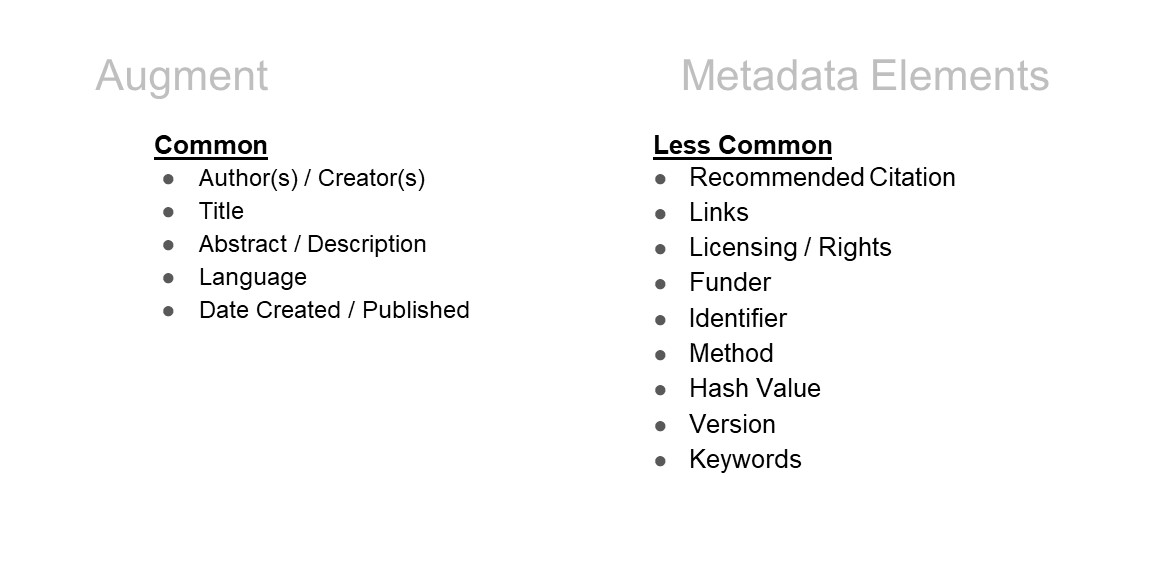 Augment
Metadata Elements
Common
● Author(s) / Creator(s)
● Title
● Abstract / Description
● Language
● Date Created / Published
Less Common
● Recommended Citation
● Links
● Licensing / Rights
● Funder
● Identifier
● Method
● Hash Value
● Version
● Keywords